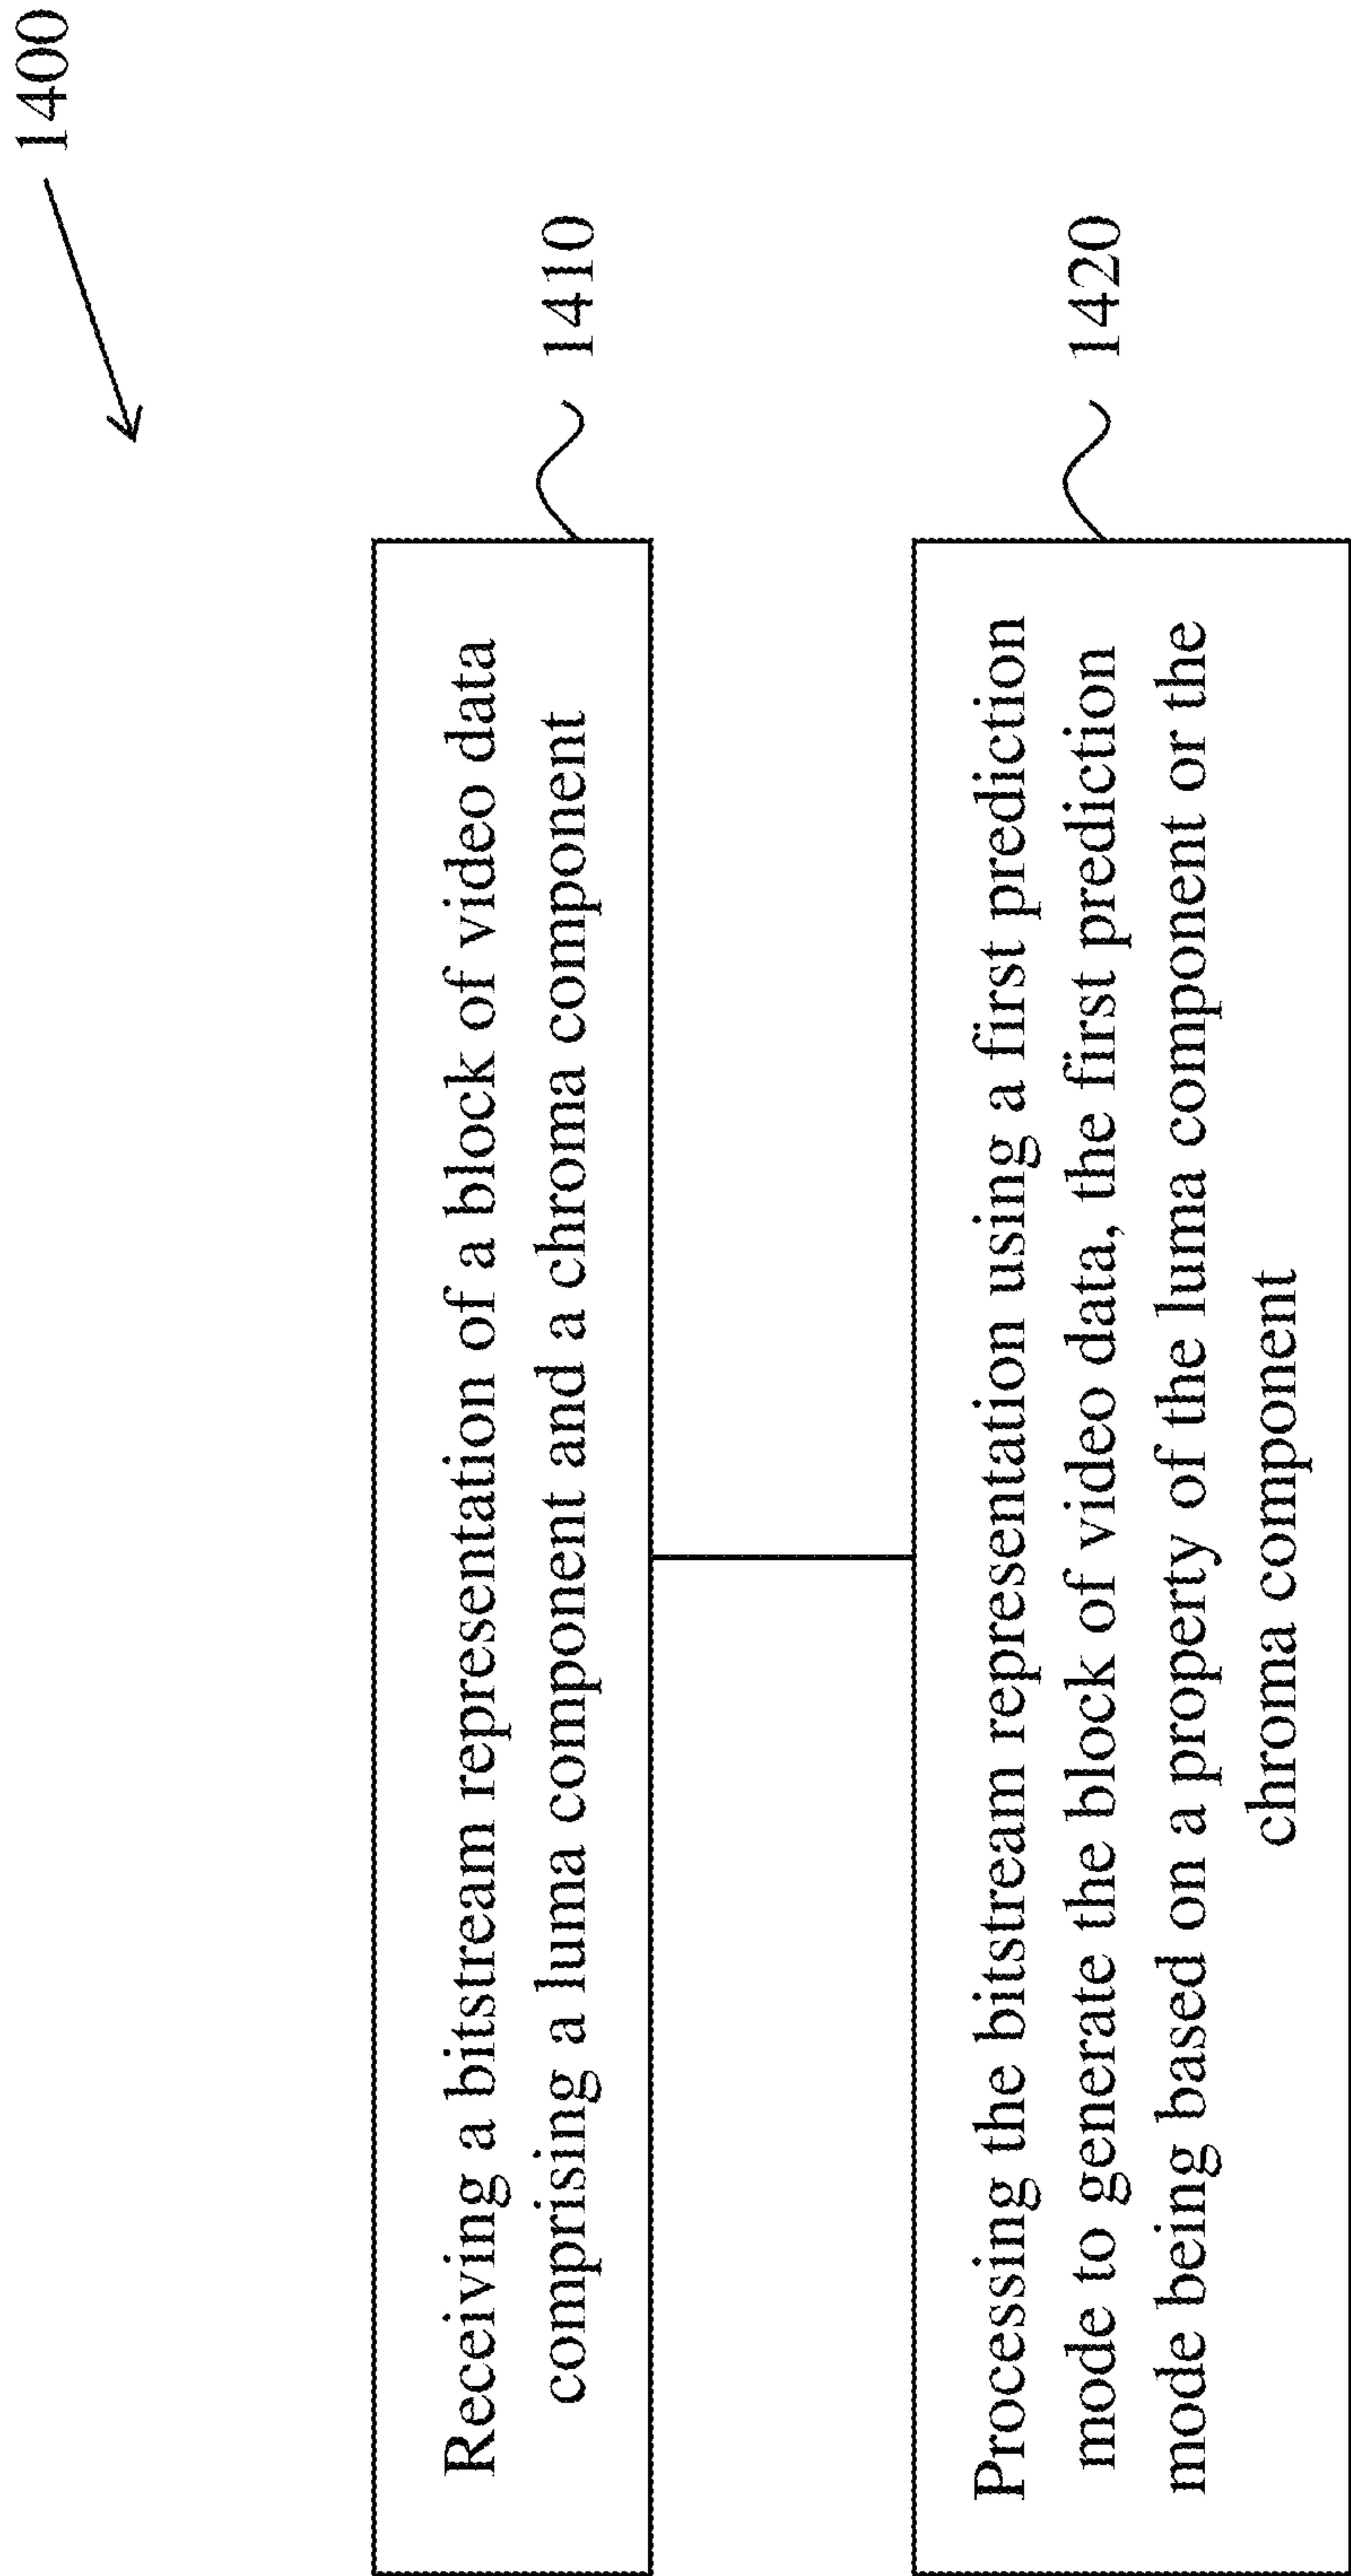 1400
Receiving a bitstream representation of a block of video data
comprising a luma component and a chroma component
1410
Processing the bitstream representation using a first prediction
mode to generate the block of video data, the first prediction
mode being based on a property of the luma component or the
chroma component
1420